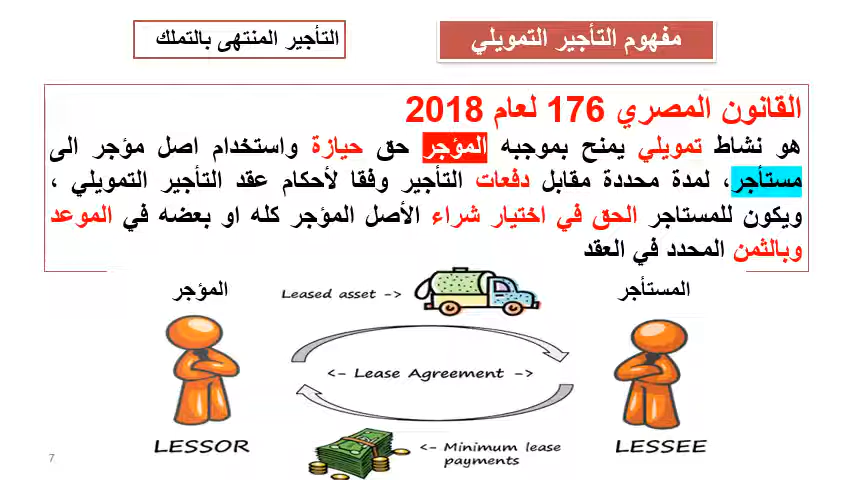 مفهوم التأجير التمويلي
التأجير المنتهى بالتملك
القانون المصري 176 لعام 2018
هو نشاط تمويلي يمنح بموجبه المؤجر حق حيازة واستخدام اصل مؤجر الى
مستأجر، لمدة محددة مقابل دفعات التأجير وفقا لأحكام عقد التأجير التمويلي ،
ويكون للمستاجر الحق في اختيار شراء الأصل المؤجر كله او بعضه في الموعد
وبالثمن المحدد في العقد
المستأجر
المؤجر
Leased asset ->
<- Lease Agreement ->
LESSOR
LESSEE
<- Minimum lease
payments
7